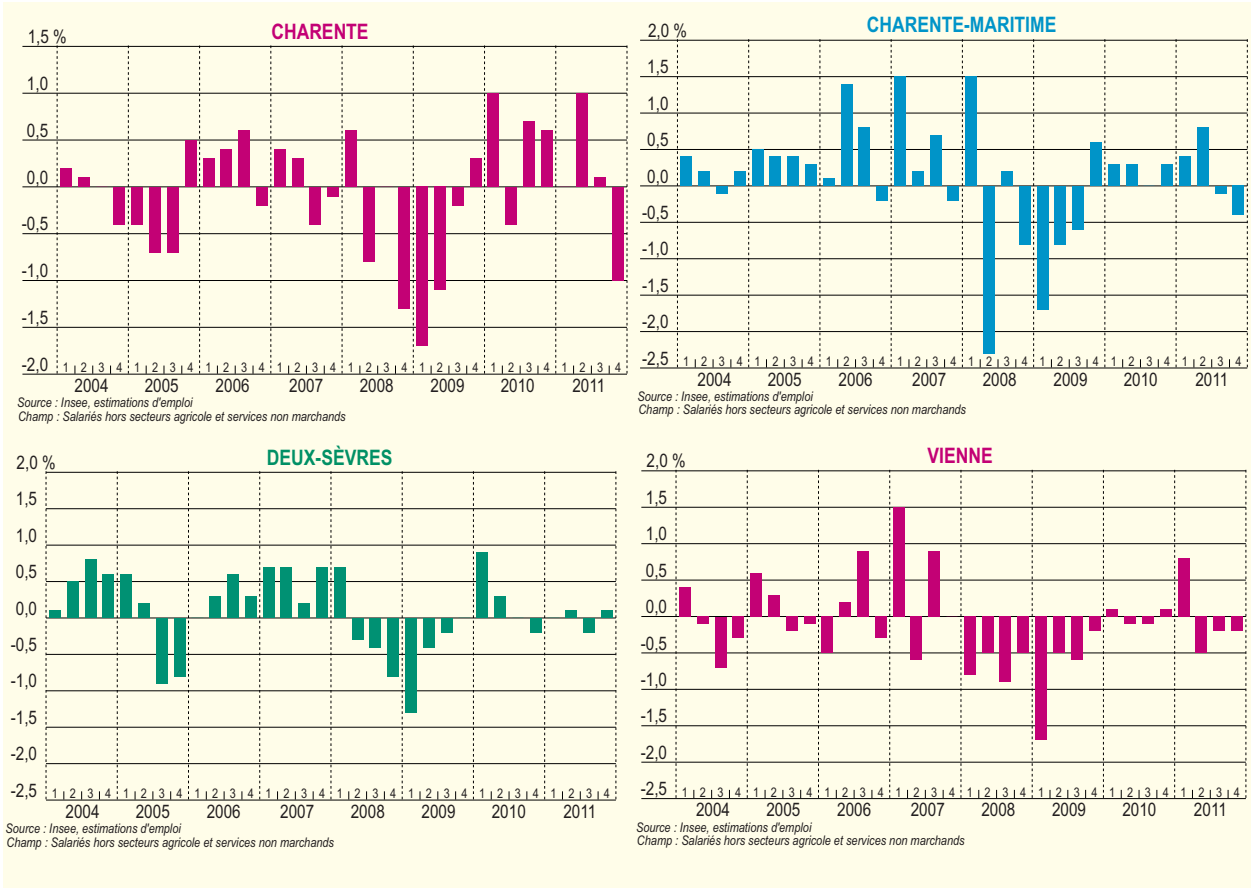 CHARENTE
1,5 %
1,0
0,5
0,0
-0,5
-1,0
-1,5
-2,0
1 2 3 4 1 2 3 4 1 2 3 4 1 2 3 4 1 2 3 4 1 2 3 4 1 2 3 4 1 2 3 4
2004 2005 2006 2007 2008 2009 2010 2011
Source : Insee, estimations d'emploi
Champ : Salariés hors secteurs agricole et services non marchands
CHARENTE-MARITIME
2,0 %
1,5
1,0
0,5
0,0
-0,5
-1,0
-1,5
-2,0
-2,5
1 2 3 4 1 2 3 4 1 2 3 4 1 2 3 4 1 2 3 4 1 2 3 4 1 2 3 4 1 2 3 4
2004 2005 2006 2007 2008 2009 2010 2011
Source : Insee, estimations d'emploi
Champ : Salariés hors secteurs agricole et services non marchands
DEUX-SÈVRES
2,0 %
1,5
1,0
0,5
0,0
-0,5
-1,0
-1,5
-2,0
-2,5
1 2 3 4 1 2 3 4 1 2 3 4 1 2 3 4 1 2 3 4 1 2 3 4 1 2 3 4 1 2 3 4
2004 2005 2006 2007 2008 2009 2010 2011
Source : Insee, estimations d'emploi
Champ : Salariés hors secteurs agricole et services non marchands
VIENNE
2,0 %
1,5
1,0
0,5
0,0
-0,5
-1,0
-1,5
-2,0
-2,5
1 2 3 4 1 2 3 4 1 2 3 4 1 2 3 4 1 2 3 4 1 2 3 4 1 2 3 4 1 2 3 4
2004 2005 2006 2007 2008 2009 2010 2011
Source : Insee, estimations d'emploi
Champ : Salariés hors secteurs agricole et services non marchands